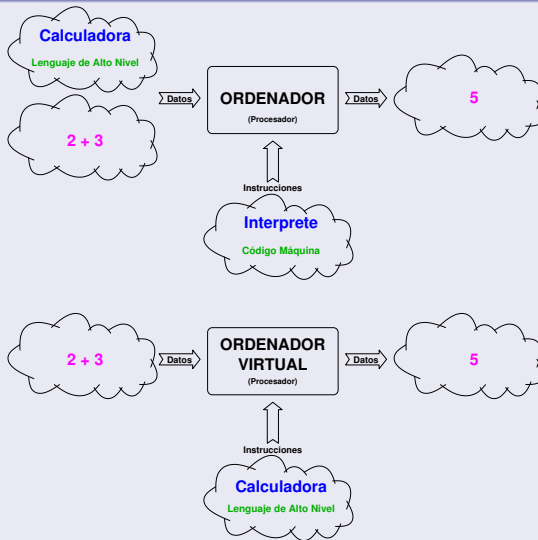 Calculadora
Lenguaje de Alto Nivel
2 + 3
Datos
ORDENADOR
(Procesador)
Datos
5
Instrucciones
Interprete
Código Máquina
2 + 3
Datos
ORDENADOR
VIRTUAL
(Procesador)
Datos
5
Instrucciones
Calculadora
Lenguaje de Alto Nivel